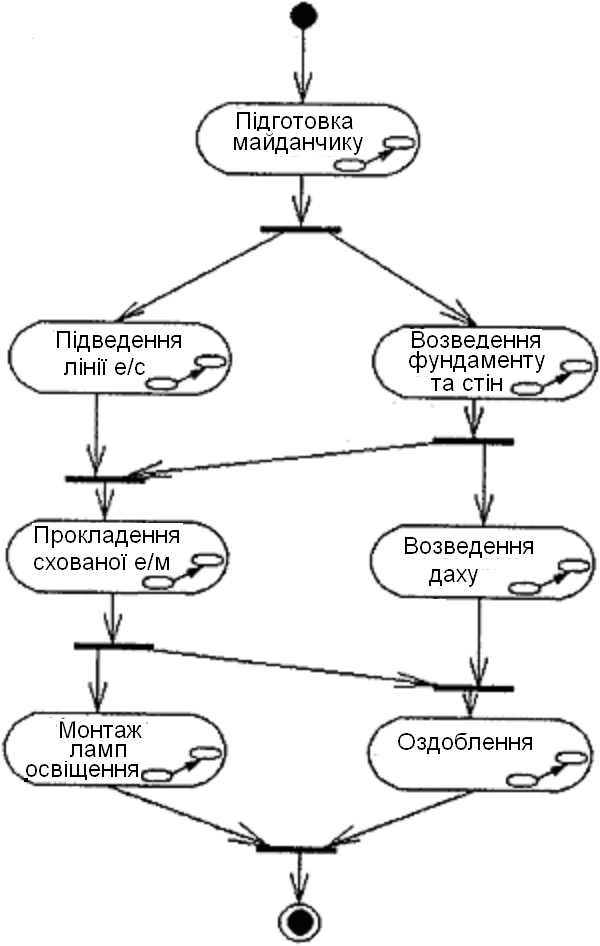 Підготовка
майданчику
Підведення
лінії е/с
Возведення
фундаменту
та стін
Прокладення
схованої е/м
Возведення
даху
Монтаж
ламп
освіщення
Оздоблення